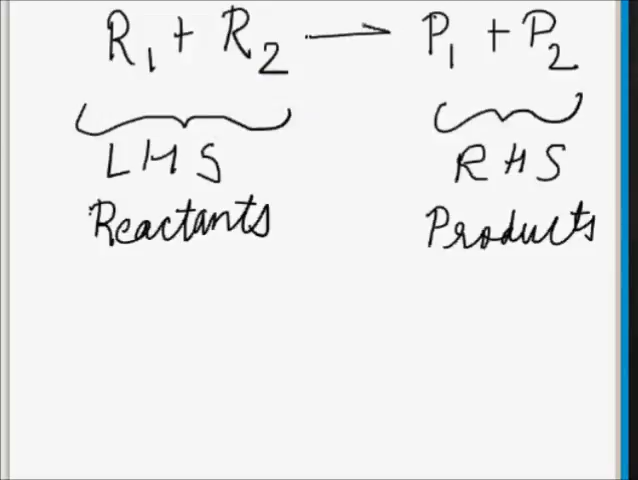 R₁ + R₂ → P₁ + P₂
LHS RHS
Reactants Products